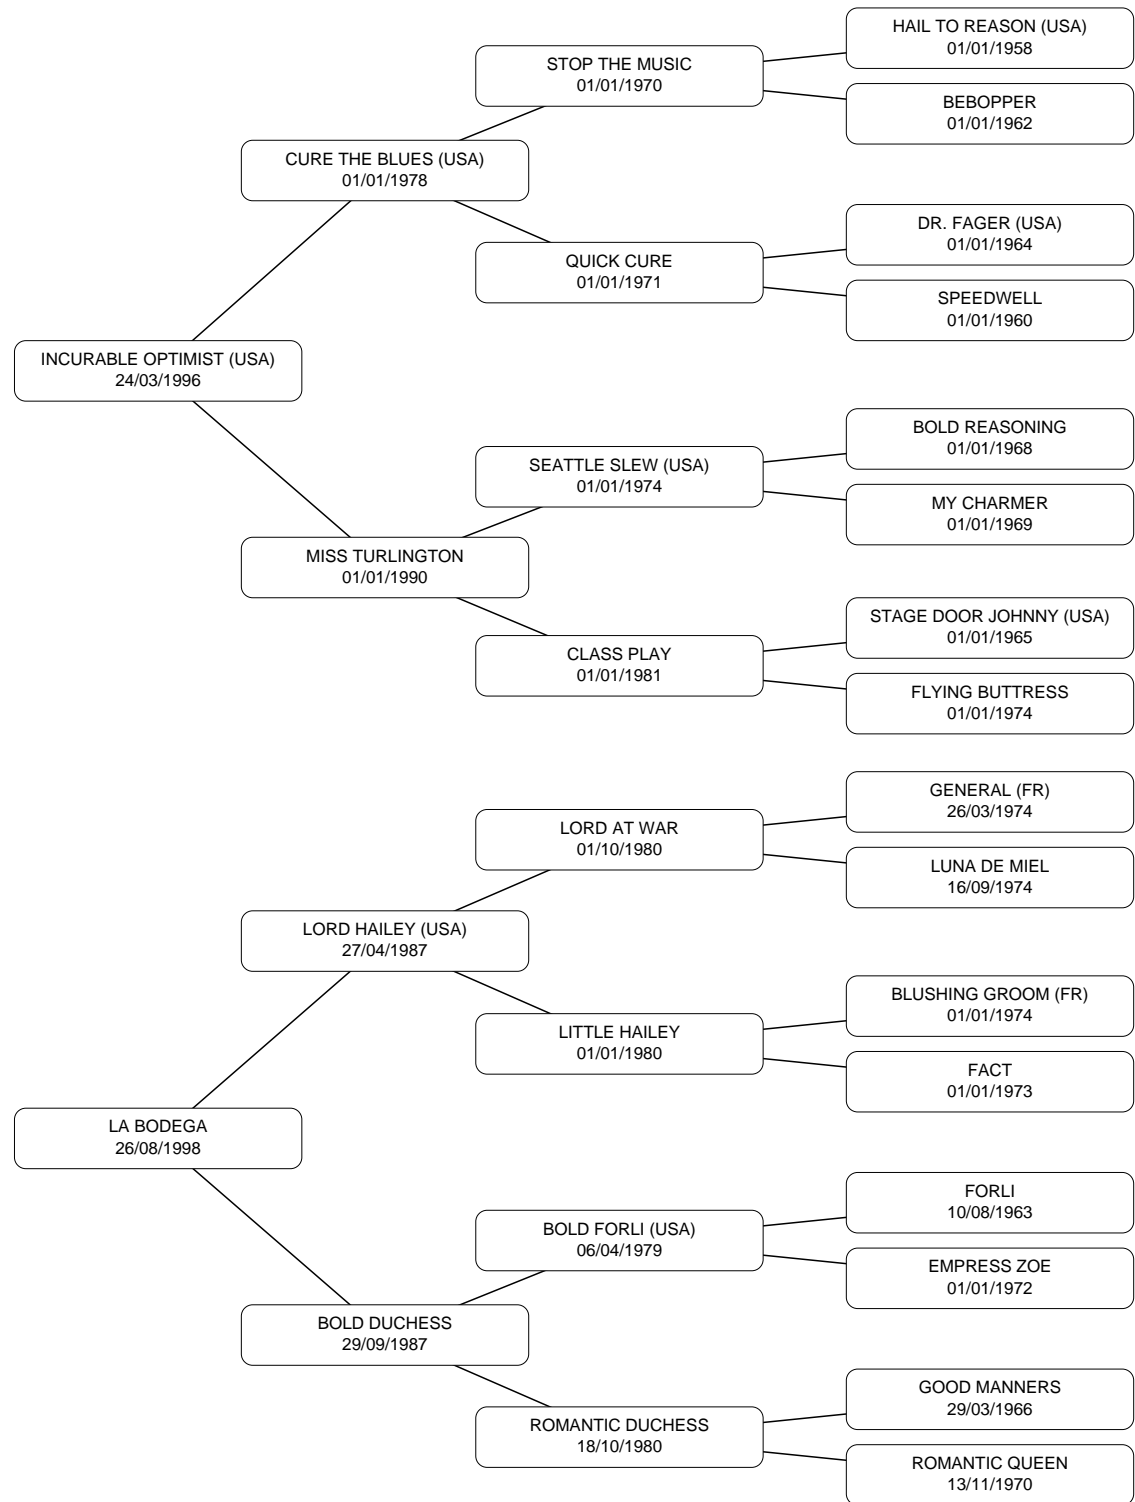 HAIL TO REASON (USA)
01/01/1958
STOP THE MUSIC
01/01/1970
BEBOPPER
01/01/1962
CURE THE BLUES (USA)
01/01/1978
DR. FAGER (USA)
01/01/1964
QUICK CURE
01/01/1971
SPEEDWELL
01/01/1960
INCURABLE OPTIMIST (USA)
24/03/1996
BOLD REASONING
01/01/1968
SEATTLE SLEW (USA)
01/01/1974
MY CHARMER
01/01/1969
MISS TURLINGTON
01/01/1990
STAGE DOOR JOHNNY (USA)
01/01/1965
CLASS PLAY
01/01/1981
FLYING BUTTRESS
01/01/1974
GENERAL (FR)
26/03/1974
LORD AT WAR
01/10/1980
LUNA DE MIEL
16/09/1974
LORD HAILEY (USA)
27/04/1987
BLUSHING GROOM (FR)
01/01/1974
LITTLE HAILEY
01/01/1980
FACT
01/01/1973
LA BODEGA
26/08/1998
FORLI
10/08/1963
BOLD FORLI (USA)
06/04/1979
EMPRESS ZOE
01/01/1972
BOLD DUCHESS
29/09/1987
GOOD MANNERS
29/03/1966
ROMANTIC DUCHESS
18/10/1980
ROMANTIC QUEEN
13/11/1970